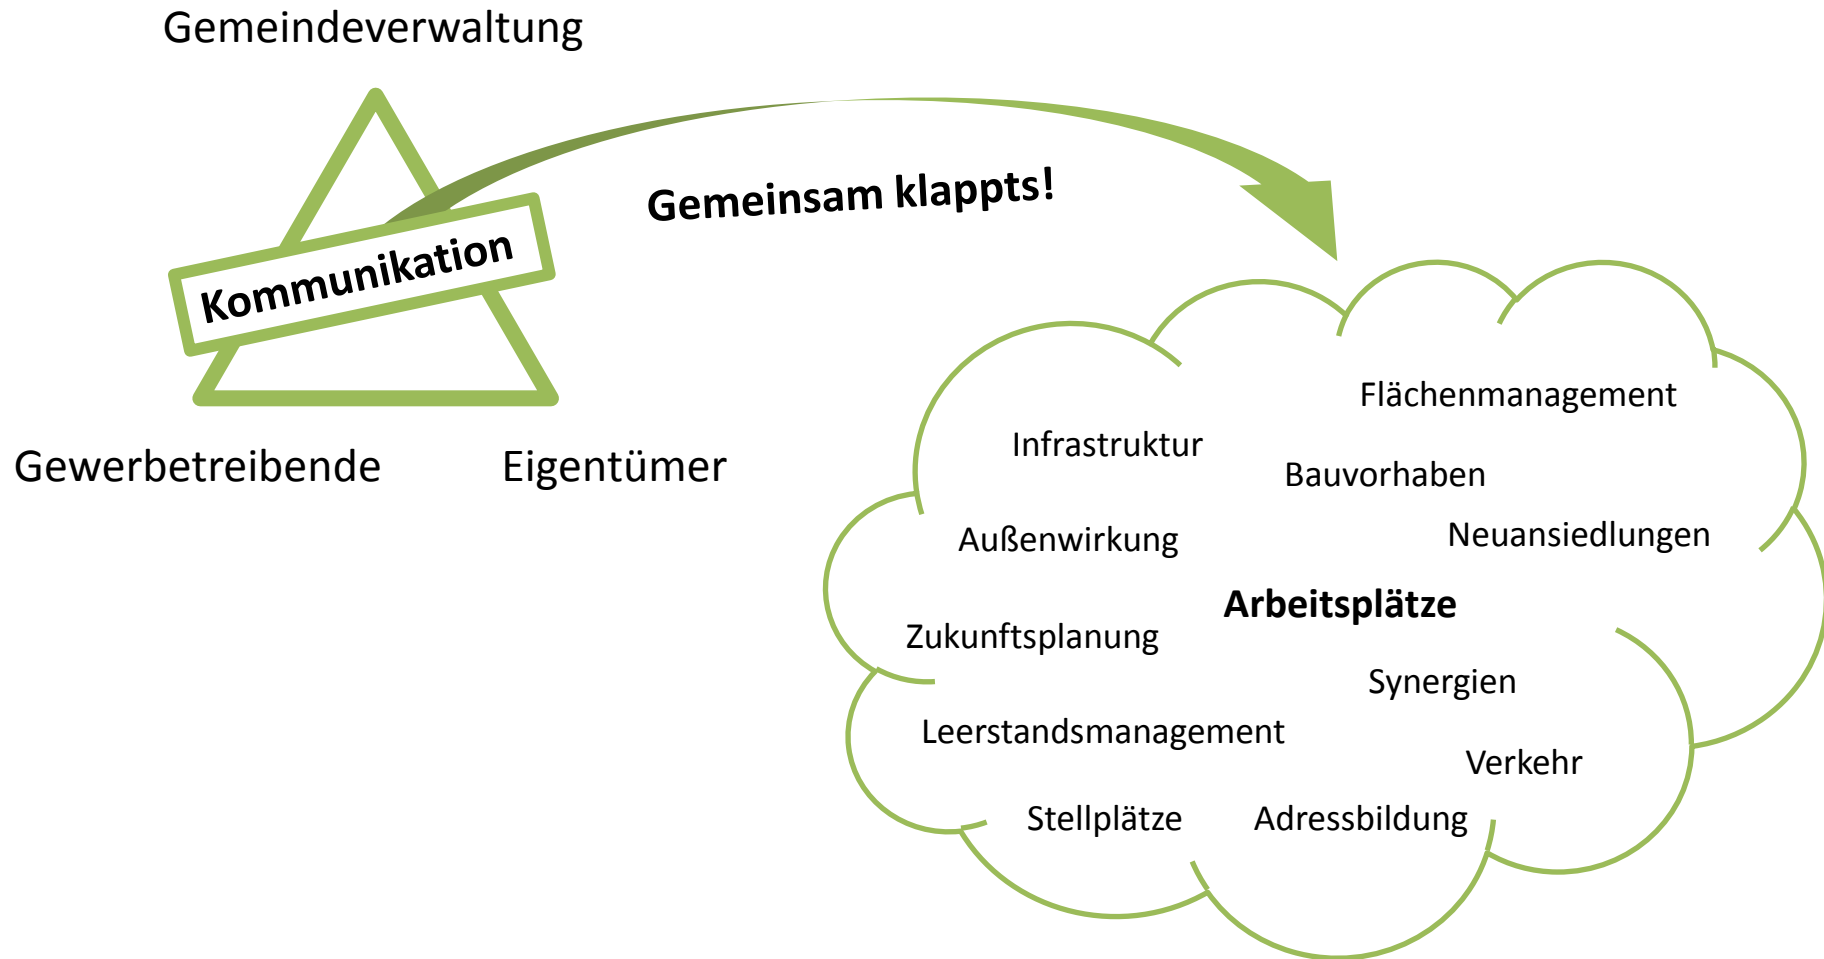 Gemeindeverwaltung
Gemeinsam klappts!
Kommunikation
Gewerbetreibende
Eigentümer
Flächenmanagement
Infrastruktur
Bauvorhaben
Außenwirkung
Neuansiedlungen
Arbeitsplätze
Zukunftsplanung
Synergien
Leerstandsmanagement
Verkehr
Stellplätze
Adressbildung